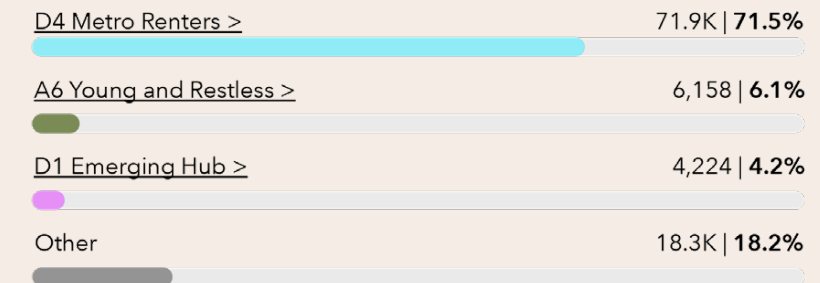 D4 Metro Renters > 71.9K | 71.5%
A6 Young and Restless > 6,158 | 6.1%
D1 Emerging Hub > 4,224 | 4.2%
Other 18.3K | 18.2%